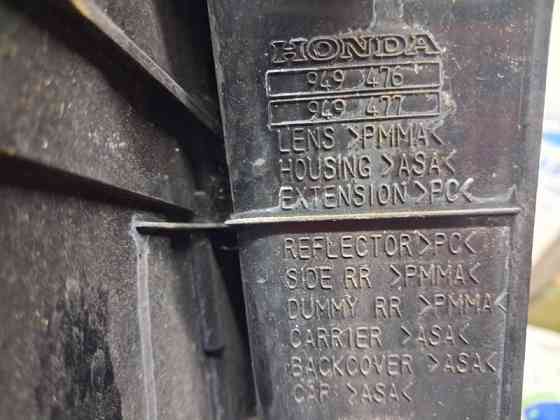 HONDA
949 476
949 477
LENS >PMMA<
HOUSING >ASA<
EXTENSION >PC<
REFLECTOR >PC<
SIDE RR >PMMA<
DUMMY RR >PMMA<
CARRIER >ASA<
BACKCOVER >ASA<
CAP >ASA<